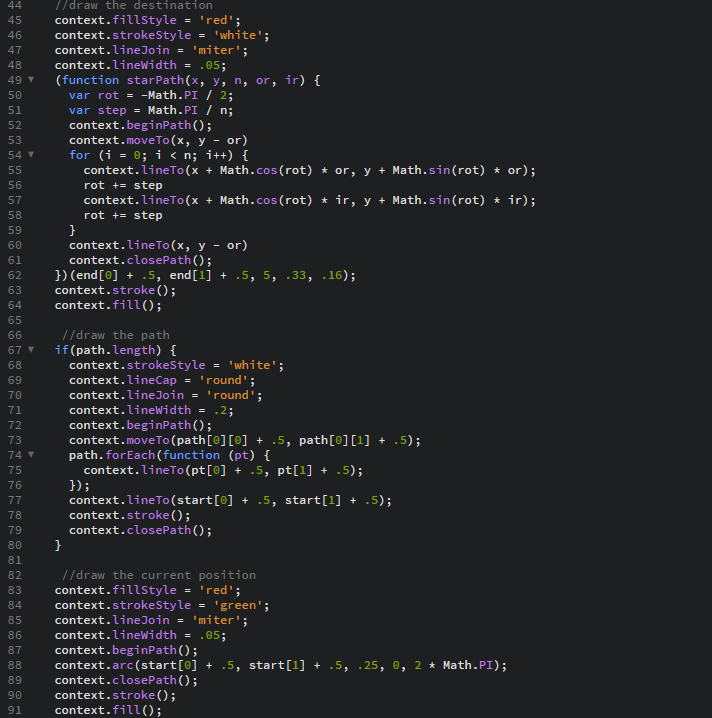 44 //draw the destination
45 context.fillStyle = 'red';
46 context.strokeStyle = 'white';
47 context.lineJoin = 'miter';
48 context.lineWidth = .05;
49 ▼ (function starPath(x, y, n, or, ir) {
50 var rot = -Math.PI / 2;
51 var step = Math.PI / n;
52 context.beginPath();
53 context.moveTo(x, y - or)
54 ▼ for (i = 0; i < n; i++) {
55 context.lineTo(x + Math.cos(rot) * or, y + Math.sin(rot) * or);
56 rot += step
57 context.lineTo(x + Math.cos(rot) * ir, y + Math.sin(rot) * ir);
58 rot += step
59 }
60 context.lineTo(x, y - or)
61 context.closePath();
62 })(end[0] + .5, end[1] + .5, 5, .33, .16);
63 context.stroke();
64 context.fill();
65
66 //draw the path
67 ▼ if(path.length) {
68 context.strokeStyle = 'white';
69 context.lineCap = 'round';
70 context.lineJoin = 'round';
71 context.lineWidth = .2;
72 context.beginPath();
73 context.moveTo(path[0][0] + .5, path[0][1] + .5);
74 ▼ path.forEach(function (pt) {
75 context.lineTo(pt[0] + .5, pt[1] + .5);
76 });
77 context.lineTo(start[0] + .5, start[1] + .5);
78 context.stroke();
79 context.closePath();
80 }
81
82 //draw the current position
83 context.fillStyle = 'red';
84 context.strokeStyle = 'green';
85 context.lineJoin = 'miter';
86 context.lineWidth = .05;
87 context.beginPath();
88 context.arc(start[0] + .5, start[1] + .5, .25, 0, 2 * Math.PI);
89 context.closePath();
90 context.stroke();
91 context.fill();